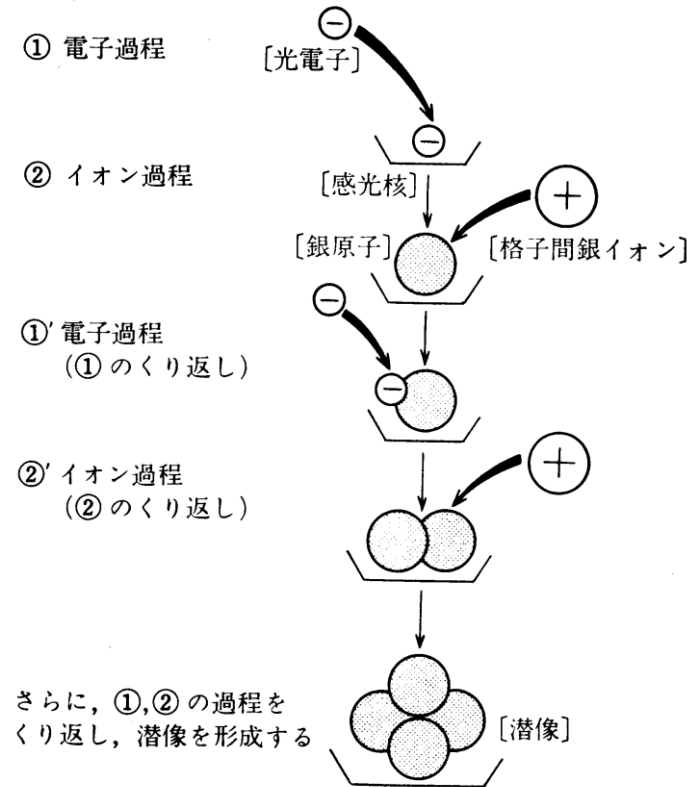 ① 電子過程
[光電子]
② イオン過程
[感光核]
[銀原子]
[格子間銀イオン]
①′ 電子過程
(① のくり返し)
②′ イオン過程
(② のくり返し)
さらに, ①,② の過程を
くり返し, 潜像を形成する
[潜像]